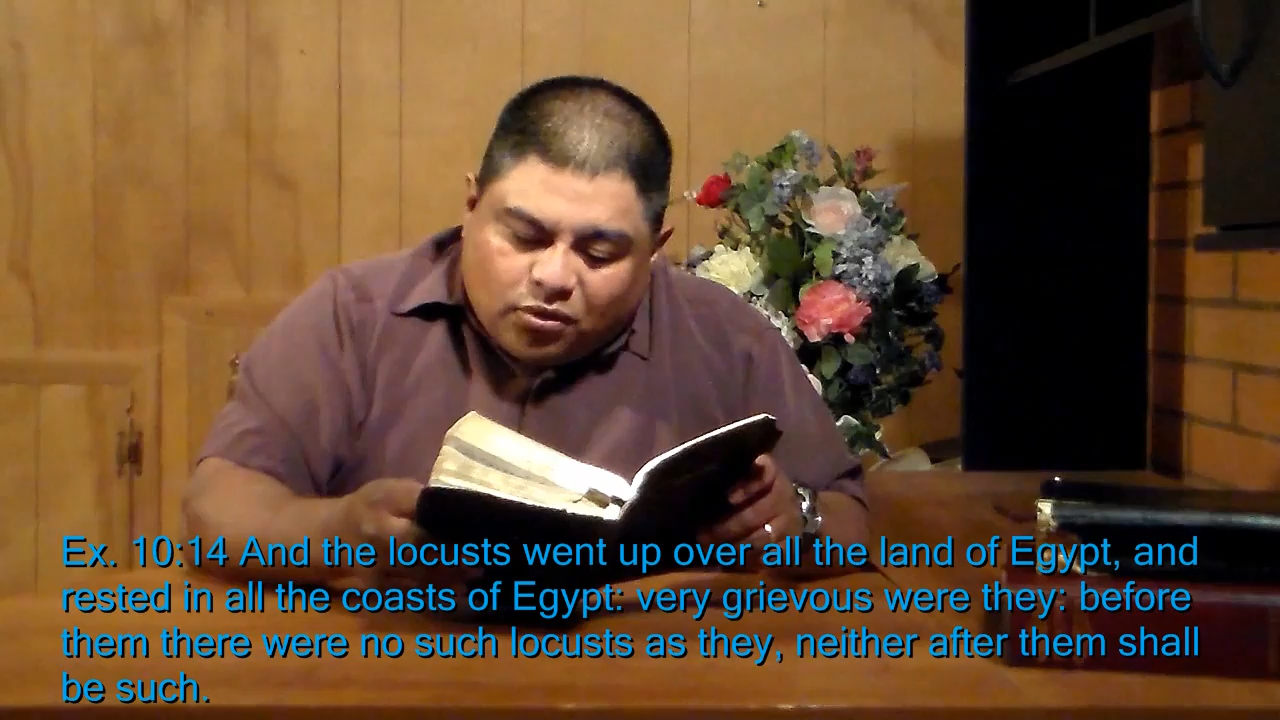 Ex. 10:14 And the locusts went up over all the land of Egypt, and
rested in all the coasts of Egypt: very grievous were they: before
them there were no such locusts as they, neither after them shall
be such.